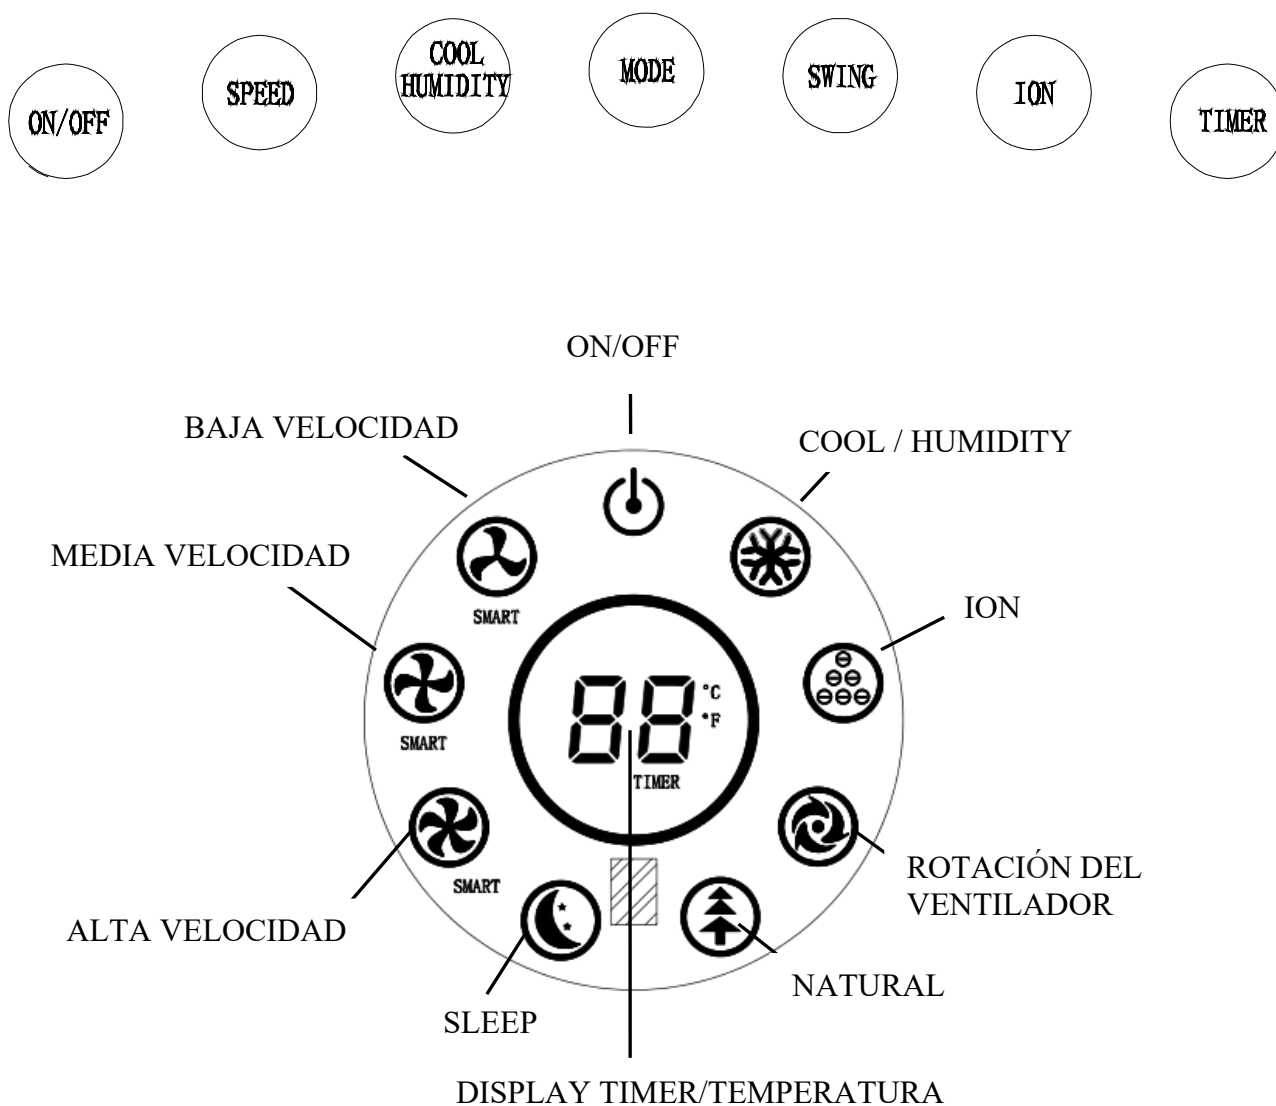 ON/OFF
SPEED
COOL
HUMIDITY
MODE
SWING
ION
TIMER
ON/OFF
BAJA VELOCIDAD
COOL / HUMIDITY
MEDIA VELOCIDAD
SMART
ION
88
°C
°F
SMART
TIMER
ROTACIÓN DEL
VENTILADOR
SMART
ALTA VELOCIDAD
NATURAL
SLEEP
DISPLAY TIMER/TEMPERATURA